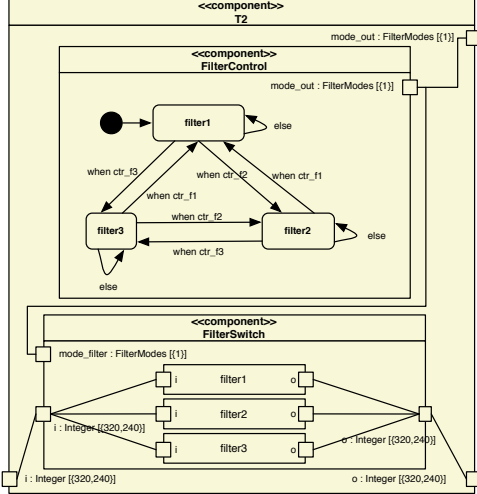 <<component>>
T2
mode_out : FilterModes [{1}]
<<component>>
FilterControl
mode_out : FilterModes [{1}]
filter1
else
when ctr_f3
when ctr_f2
when ctr_f1
when ctr_f1
filter3
when ctr_f2
filter2
else
when ctr_f3
else
<<component>>
FilterSwitch
mode_filter : FilterModes [{1}]
i filter1 o
i filter2 o
i : Integer [{320,240}]
o : Integer [{320,240}]
i filter3 o
i : Integer [{320,240}]
o : Integer [{320,240}]